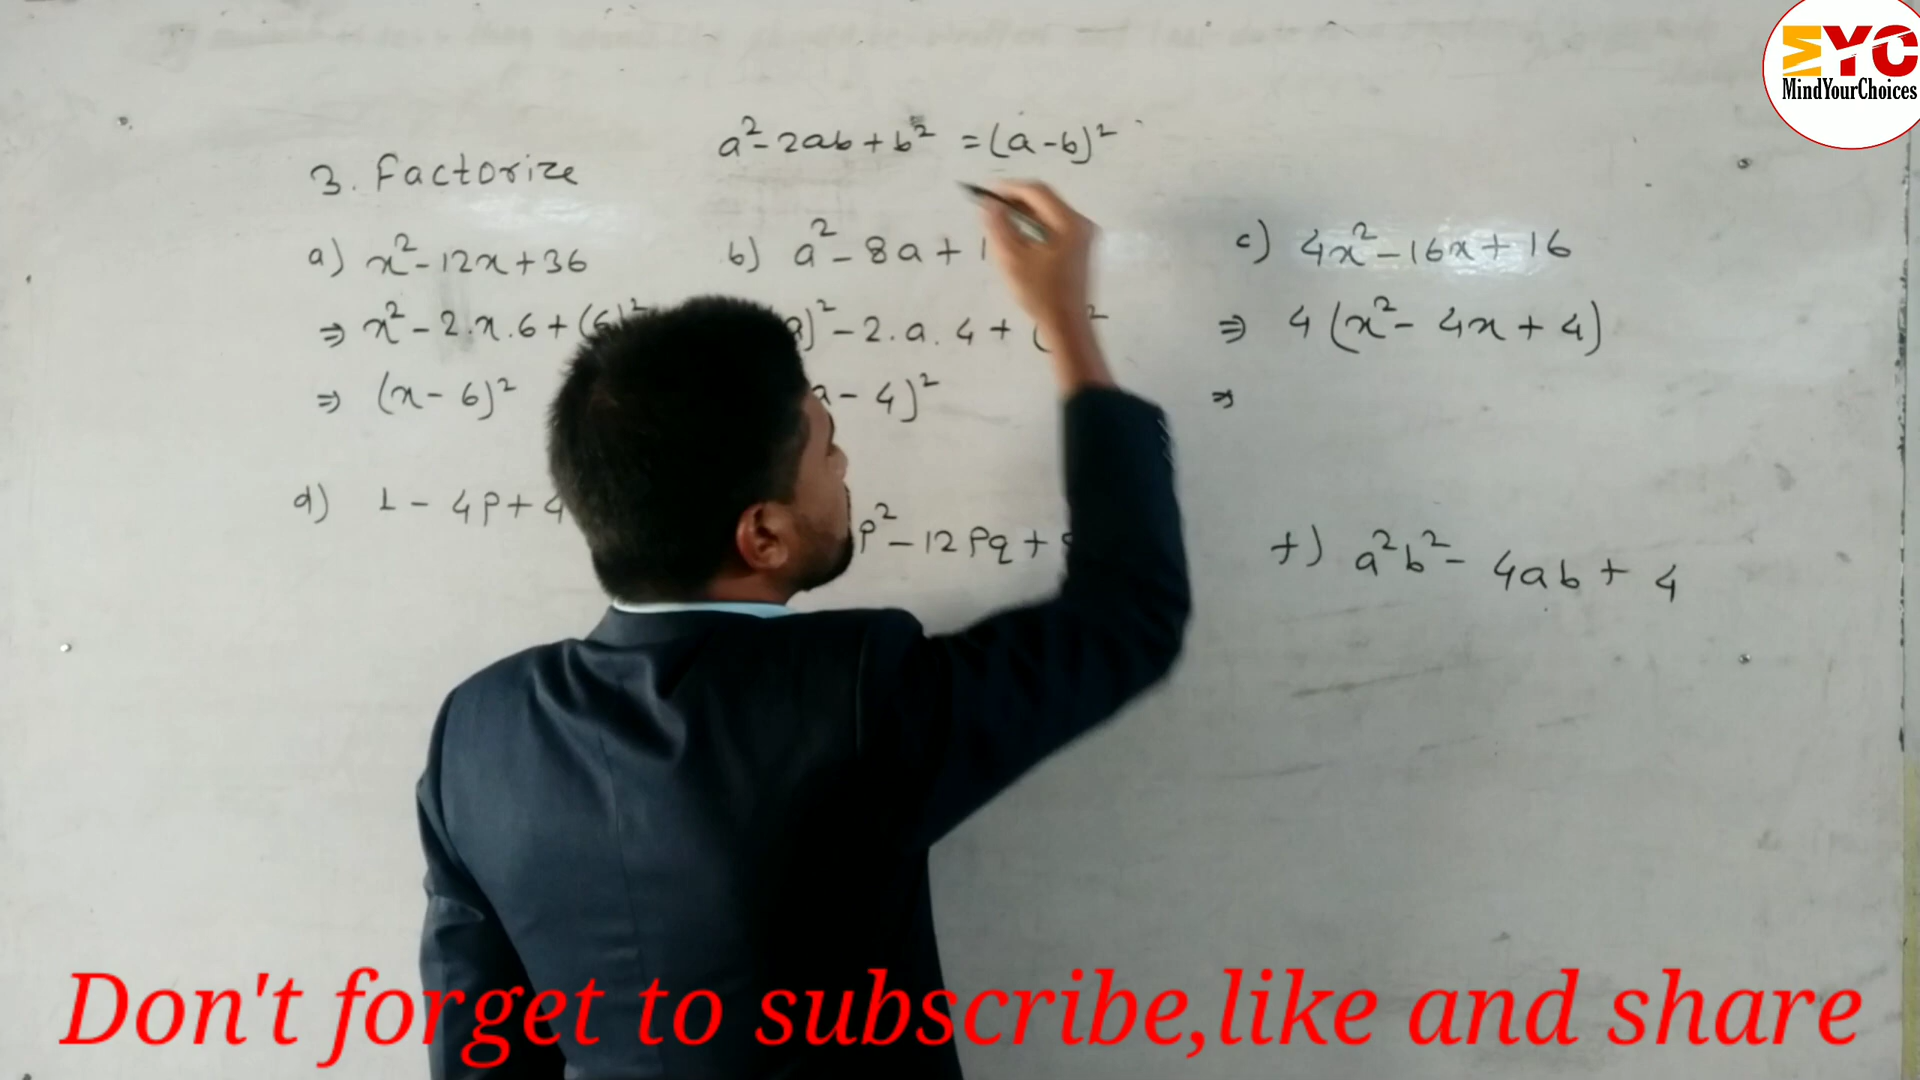 MYC
MindYourChoices
a² - 2ab + b² = (a - b)²
3. Factorize
a) x² - 12x + 36
⇒ x² - 2.x.6 + (6)²
⇒ (x - 6)²
b) a² - 8a + 1
)² - 2.a.4 + ( ²
a - 4)²
c) 4x² - 16x + 16
⇒ 4(x² - 4x + 4)
⇒
d) 1 - 4p + 4
p² - 12pq +
f) a²b² - 4ab + 4
Don't forget to subscribe,like and share